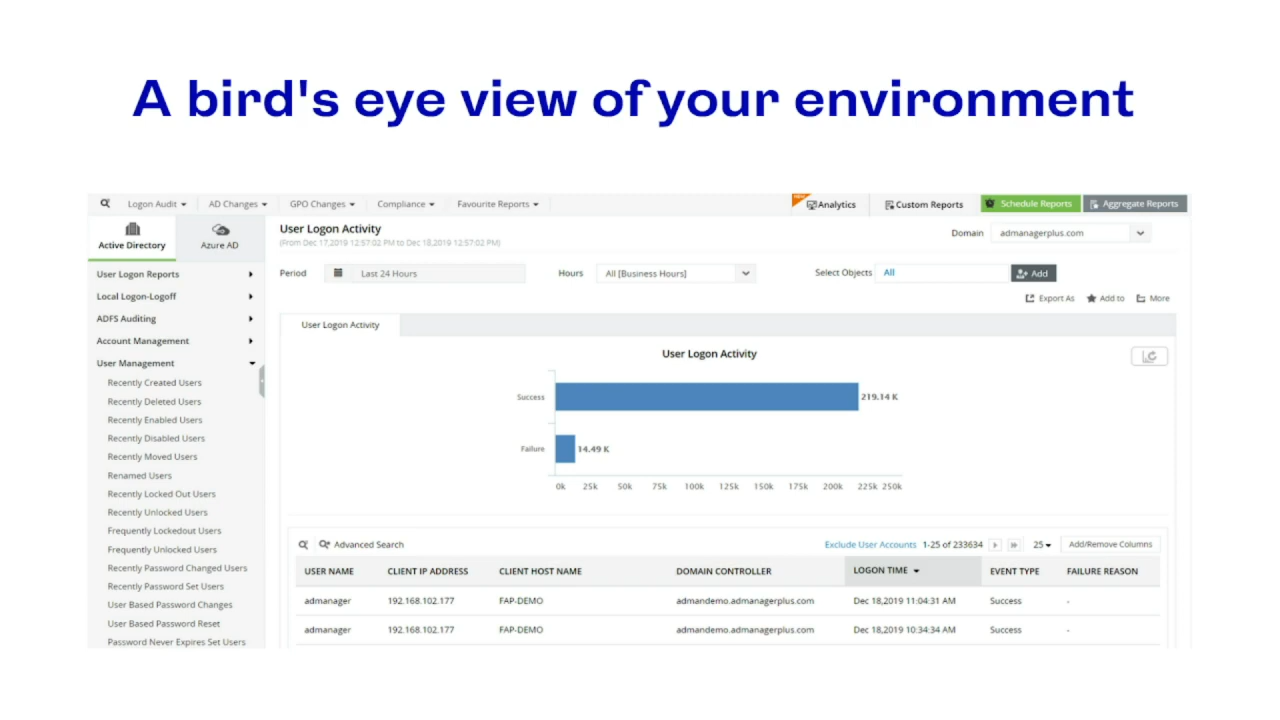 A bird's eye view of your environment
Logon Audit AD Changes GPO Changes Compliance Favourite Reports Analytics Custom Reports Schedule Reports Aggregate Reports
Active Directory Azure AD
User Logon Activity
(From Dec 17,2019 12:57:02 PM to Dec 18,2019 12:57:02 PM)
Domain admanagerplus.com
Period Last 24 Hours Hours All [Business Hours] Select Objects All Add
Export As Add to More
User Logon Reports
Local Logon-Logoff
ADFS Auditing
Account Management
User Management
Recently Created Users
Recently Deleted Users
Recently Enabled Users
Recently Disabled Users
Recently Moved Users
Renamed Users
Recently Locked Out Users
Recently Unlocked Users
Frequently Lockedout Users
Frequently Unlocked Users
Recently Password Changed Users
Recently Password Set Users
User Based Password Changes
User Based Password Reset
Password Never Expires Set Users
User Logon Activity
User Logon Activity
Success 219.14 K
Failure 14.49 K
0k 25k 50k 75k 100k 125k 150k 175k 200k 225k 250k
Advanced Search Exclude User Accounts 1-25 of 233634 25 Add/Remove Columns
USER NAME CLIENT IP ADDRESS CLIENT HOST NAME DOMAIN CONTROLLER LOGON TIME EVENT TYPE FAILURE REASON
admanager 192.168.102.177 FAP-DEMO admandemo.admanagerplus.com Dec 18,2019 11:04:31 AM Success -
admanager 192.168.102.177 FAP-DEMO admandemo.admanagerplus.com Dec 18,2019 10:34:34 AM Success -